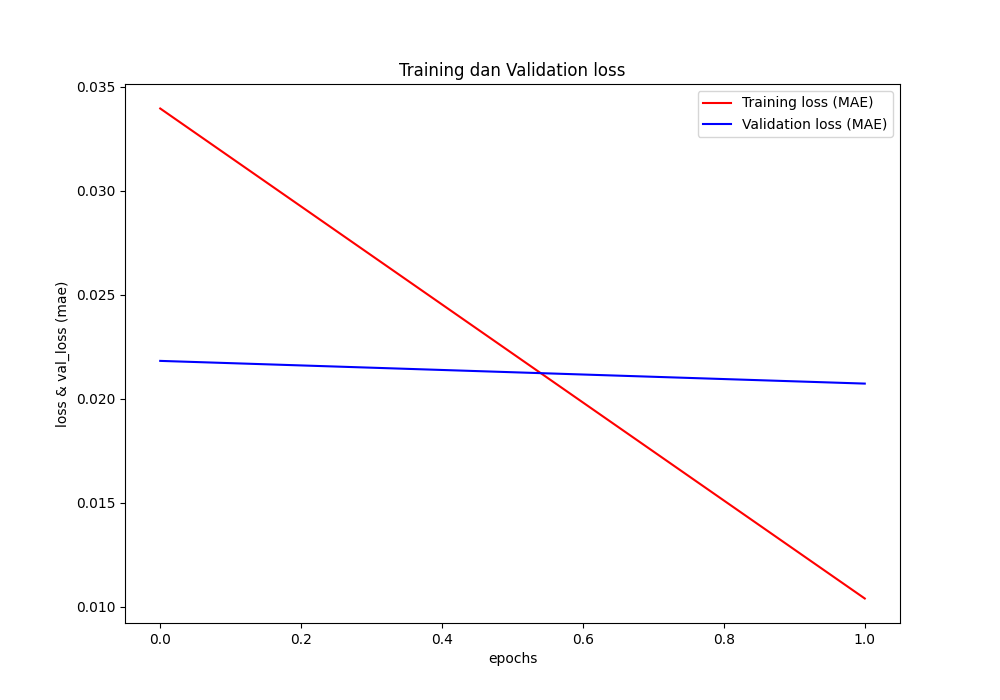 Training dan Validation loss
Training loss (MAE)
Validation loss (MAE)
loss & val_loss (mae)
0.035
0.030
0.025
0.020
0.015
0.010
0.0 0.2 0.4 0.6 0.8 1.0
epochs